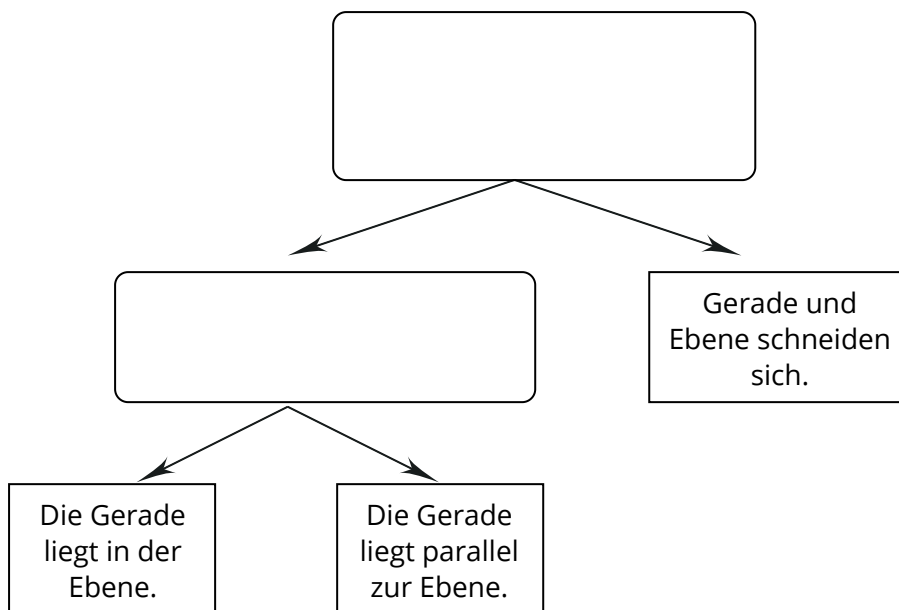 Gerade und
Ebene schneiden
sich.
Die Gerade
liegt in der
Ebene.
Die Gerade
liegt parallel
zur Ebene.